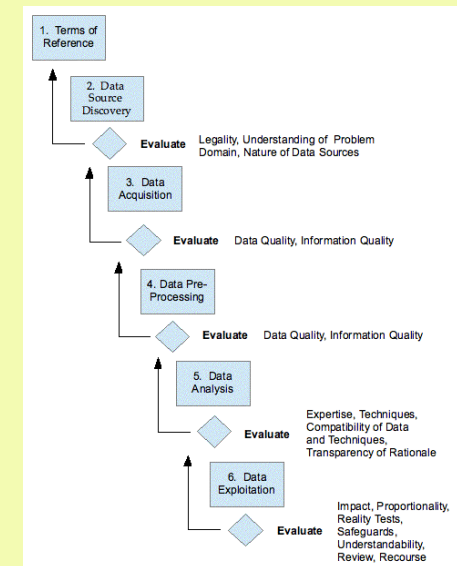 1. Terms of
Reference
2. Data
Source
Discovery
Evaluate
Legality, Understanding of Problem
Domain, Nature of Data Sources
3. Data
Acquisition
Evaluate
Data Quality, Information Quality
4. Data Pre-
Processing
Evaluate
Data Quality, Information Quality
5. Data
Analysis
Evaluate
Expertise, Techniques,
Compatibility of Data
and Techniques,
Transparency of Rationale
6. Data
Exploitation
Evaluate
Impact, Proportionality,
Reality Tests,
Safeguards,
Understandability,
Review, Recourse